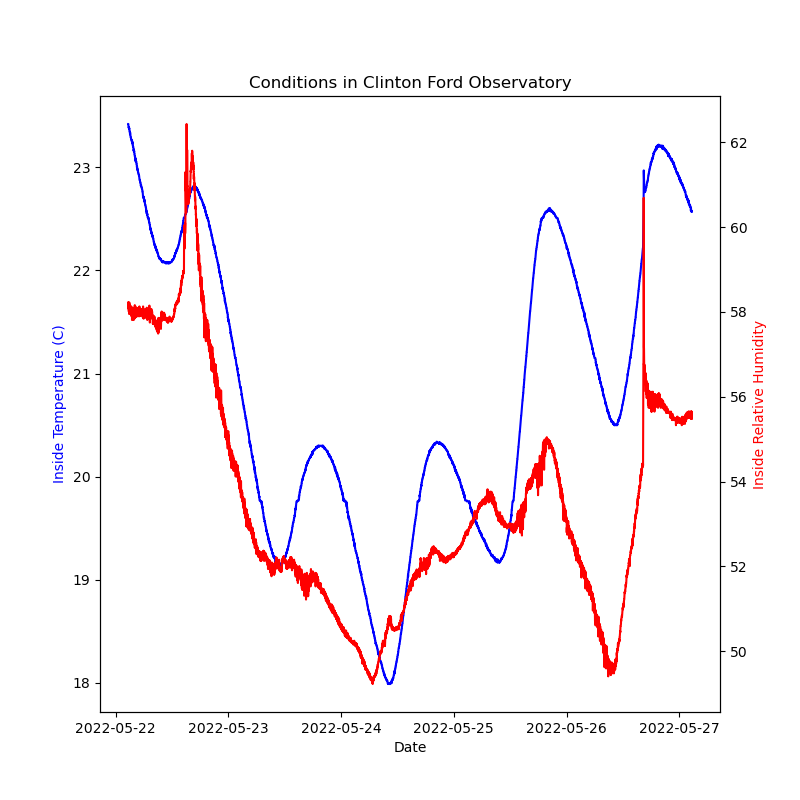 Conditions in Clinton Ford Observatory
Inside Temperature (C)
23
22
21
20
19
18
62
60
58
56
54
52
50
Inside Relative Humidity
2022-05-22 2022-05-23 2022-05-24 2022-05-25 2022-05-26 2022-05-27
Date